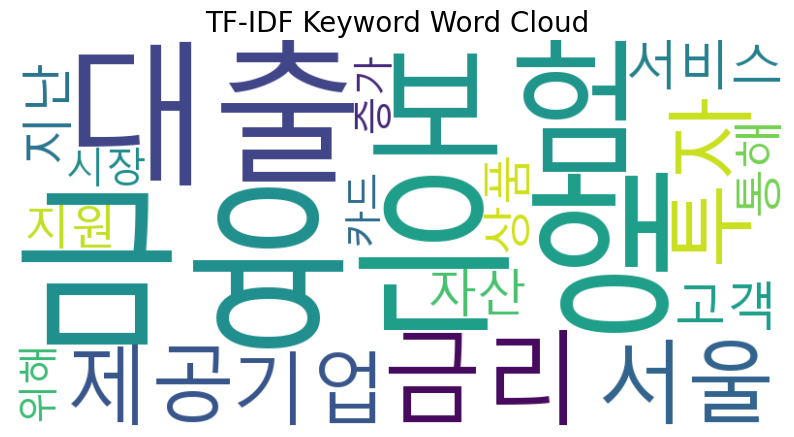 대출
보험
서비스
지난
증가
시장
투자
통해
금융
은행
지원
카드
상품
자산
고객
위해
제공
기업
금리
서울
TF-IDF Keyword Word Cloud